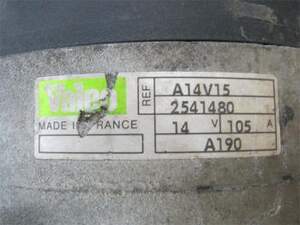 Valeo
REF A14V15
2541480
MADE IN FRANCE 14 V 105 A
A190